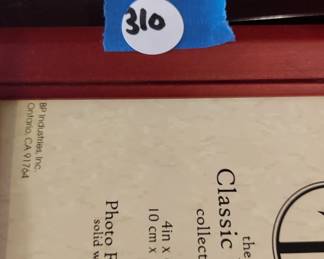 310
BP Industries, Inc.
Ontario, CA 91764
the
Classic
collect
4in x
10 cm x
Photo F
solid w